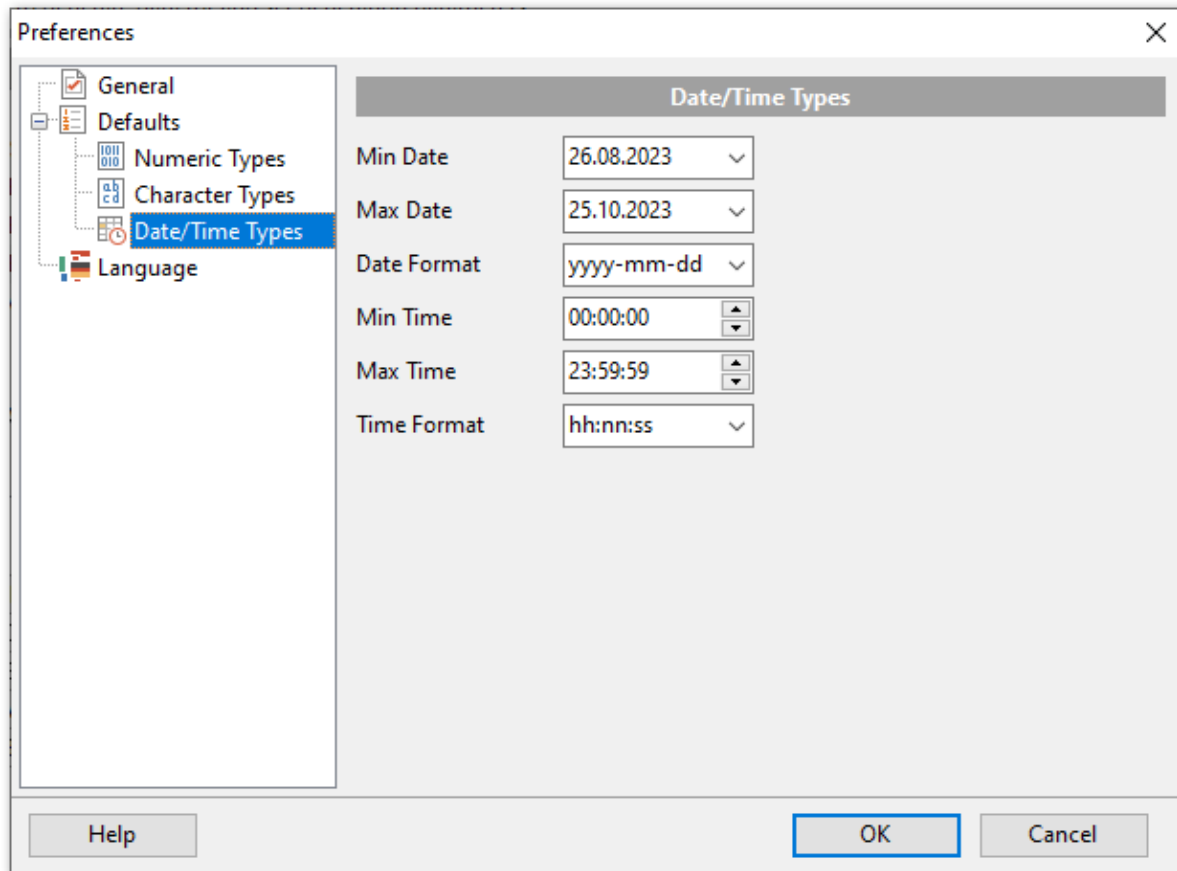 Preferences
General
Defaults
Numeric Types
Character Types
Date/Time Types
Language
Date/Time Types
Min Date 26.08.2023
Max Date 25.10.2023
Date Format yyyy-mm-dd
Min Time 00:00:00
Max Time 23:59:59
Time Format hh:nn:ss
Help OK Cancel